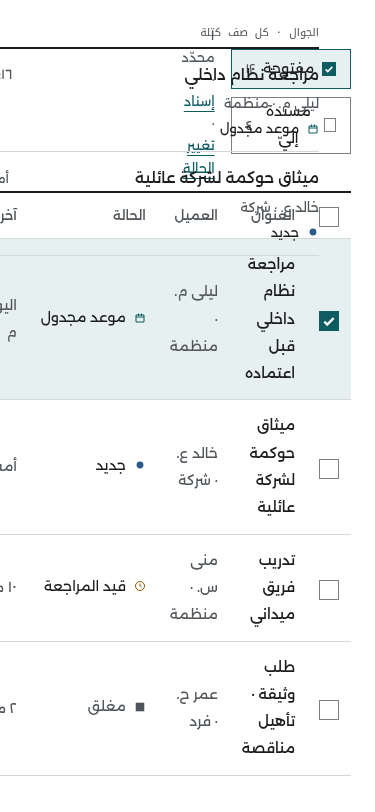 الجوال · كل صف كتلة
مفتوحة
محدّد
مراجعة نظام داخلي
إسناد
ليلى م. · منظمة
·
موعد مجدول
مسندة إليّ
تغيير الحالة
ميثاق حوكمة لشركة عائلية
خالد ع. · شركة
جديد
العنوان
العميل
الحالة
مراجعة نظام داخلي قبل اعتماده
ليلى م. · منظمة
موعد مجدول
ميثاق حوكمة لشركة عائلية
خالد ع. · شركة
جديد
تدريب فريق ميداني
منى س. · منظمة
قيد المراجعة
طلب وثيقة · تأهيل مناقصة
عمر ح. · فرد
مغلق